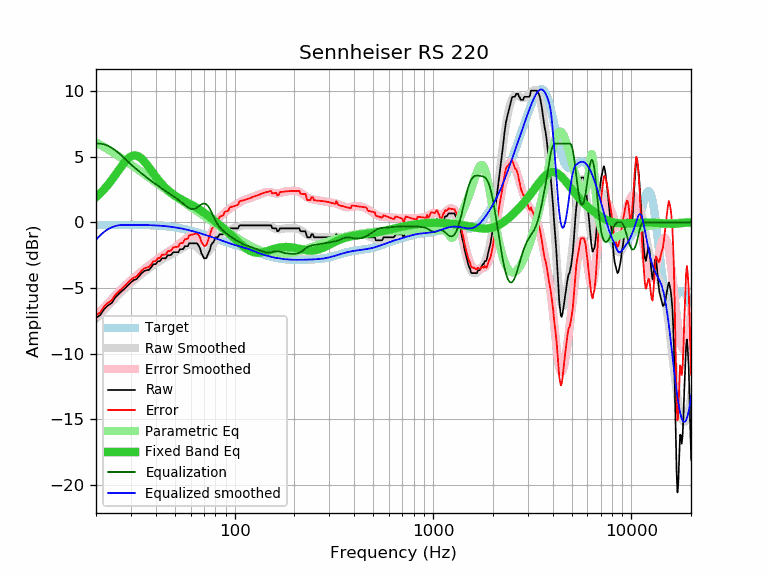 Sennheiser RS 220
Amplitude (dBr)
10
5
0
−5
−10
−15
−20
Target
Raw Smoothed
Error Smoothed
Raw
Error
Parametric Eq
Fixed Band Eq
Equalization
Equalized smoothed
100
1000
10000
Frequency (Hz)